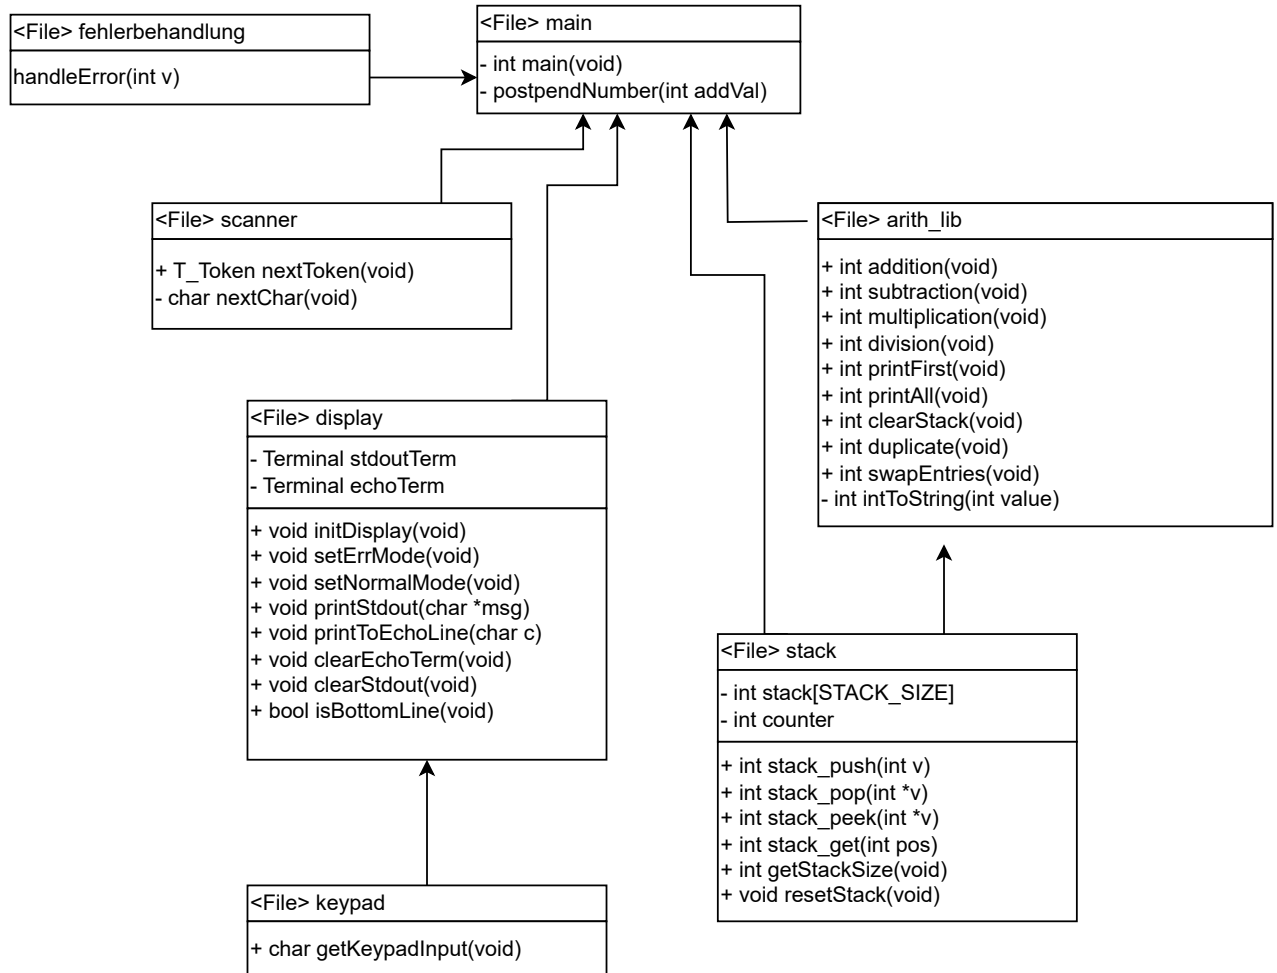 <File> fehlerbehandlung
handleError(int v)
<File> main
- int main(void)
- postpendNumber(int addVal)
<File> scanner
+ T_Token nextToken(void)
- char nextChar(void)
<File> arith_lib
+ int addition(void)
+ int subtraction(void)
+ int multiplication(void)
+ int division(void)
+ int printFirst(void)
+ int printAll(void)
+ int clearStack(void)
+ int duplicate(void)
+ int swapEntries(void)
- int intToString(int value)
<File> display
- Terminal stdoutTerm
- Terminal echoTerm
+ void initDisplay(void)
+ void setErrMode(void)
+ void setNormalMode(void)
+ void printStdout(char *msg)
+ void printToEchoLine(char c)
+ void clearEchoTerm(void)
+ void clearStdout(void)
+ bool isBottomLine(void)
<File> stack
- int stack[STACK_SIZE]
- int counter
+ int stack_push(int v)
+ int stack_pop(int *v)
+ int stack_peek(int *v)
+ int stack_get(int pos)
+ int getStackSize(void)
+ void resetStack(void)
<File> keypad
+ char getKeypadInput(void)